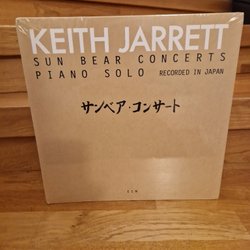 KEITH JARRETT
SUN BEAR CONCERTS
PIANO SOLO RECORDED IN JAPAN
サンベア・コンサート
ECM